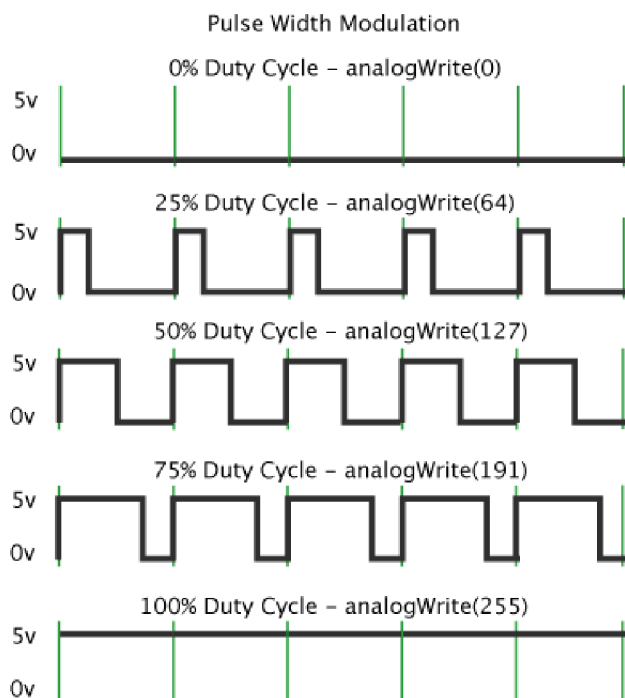 Pulse Width Modulation
0% Duty Cycle – analogWrite(0)
5v
0v
25% Duty Cycle – analogWrite(64)
5v
0v
50% Duty Cycle – analogWrite(127)
5v
0v
75% Duty Cycle – analogWrite(191)
5v
0v
100% Duty Cycle – analogWrite(255)
5v
0v